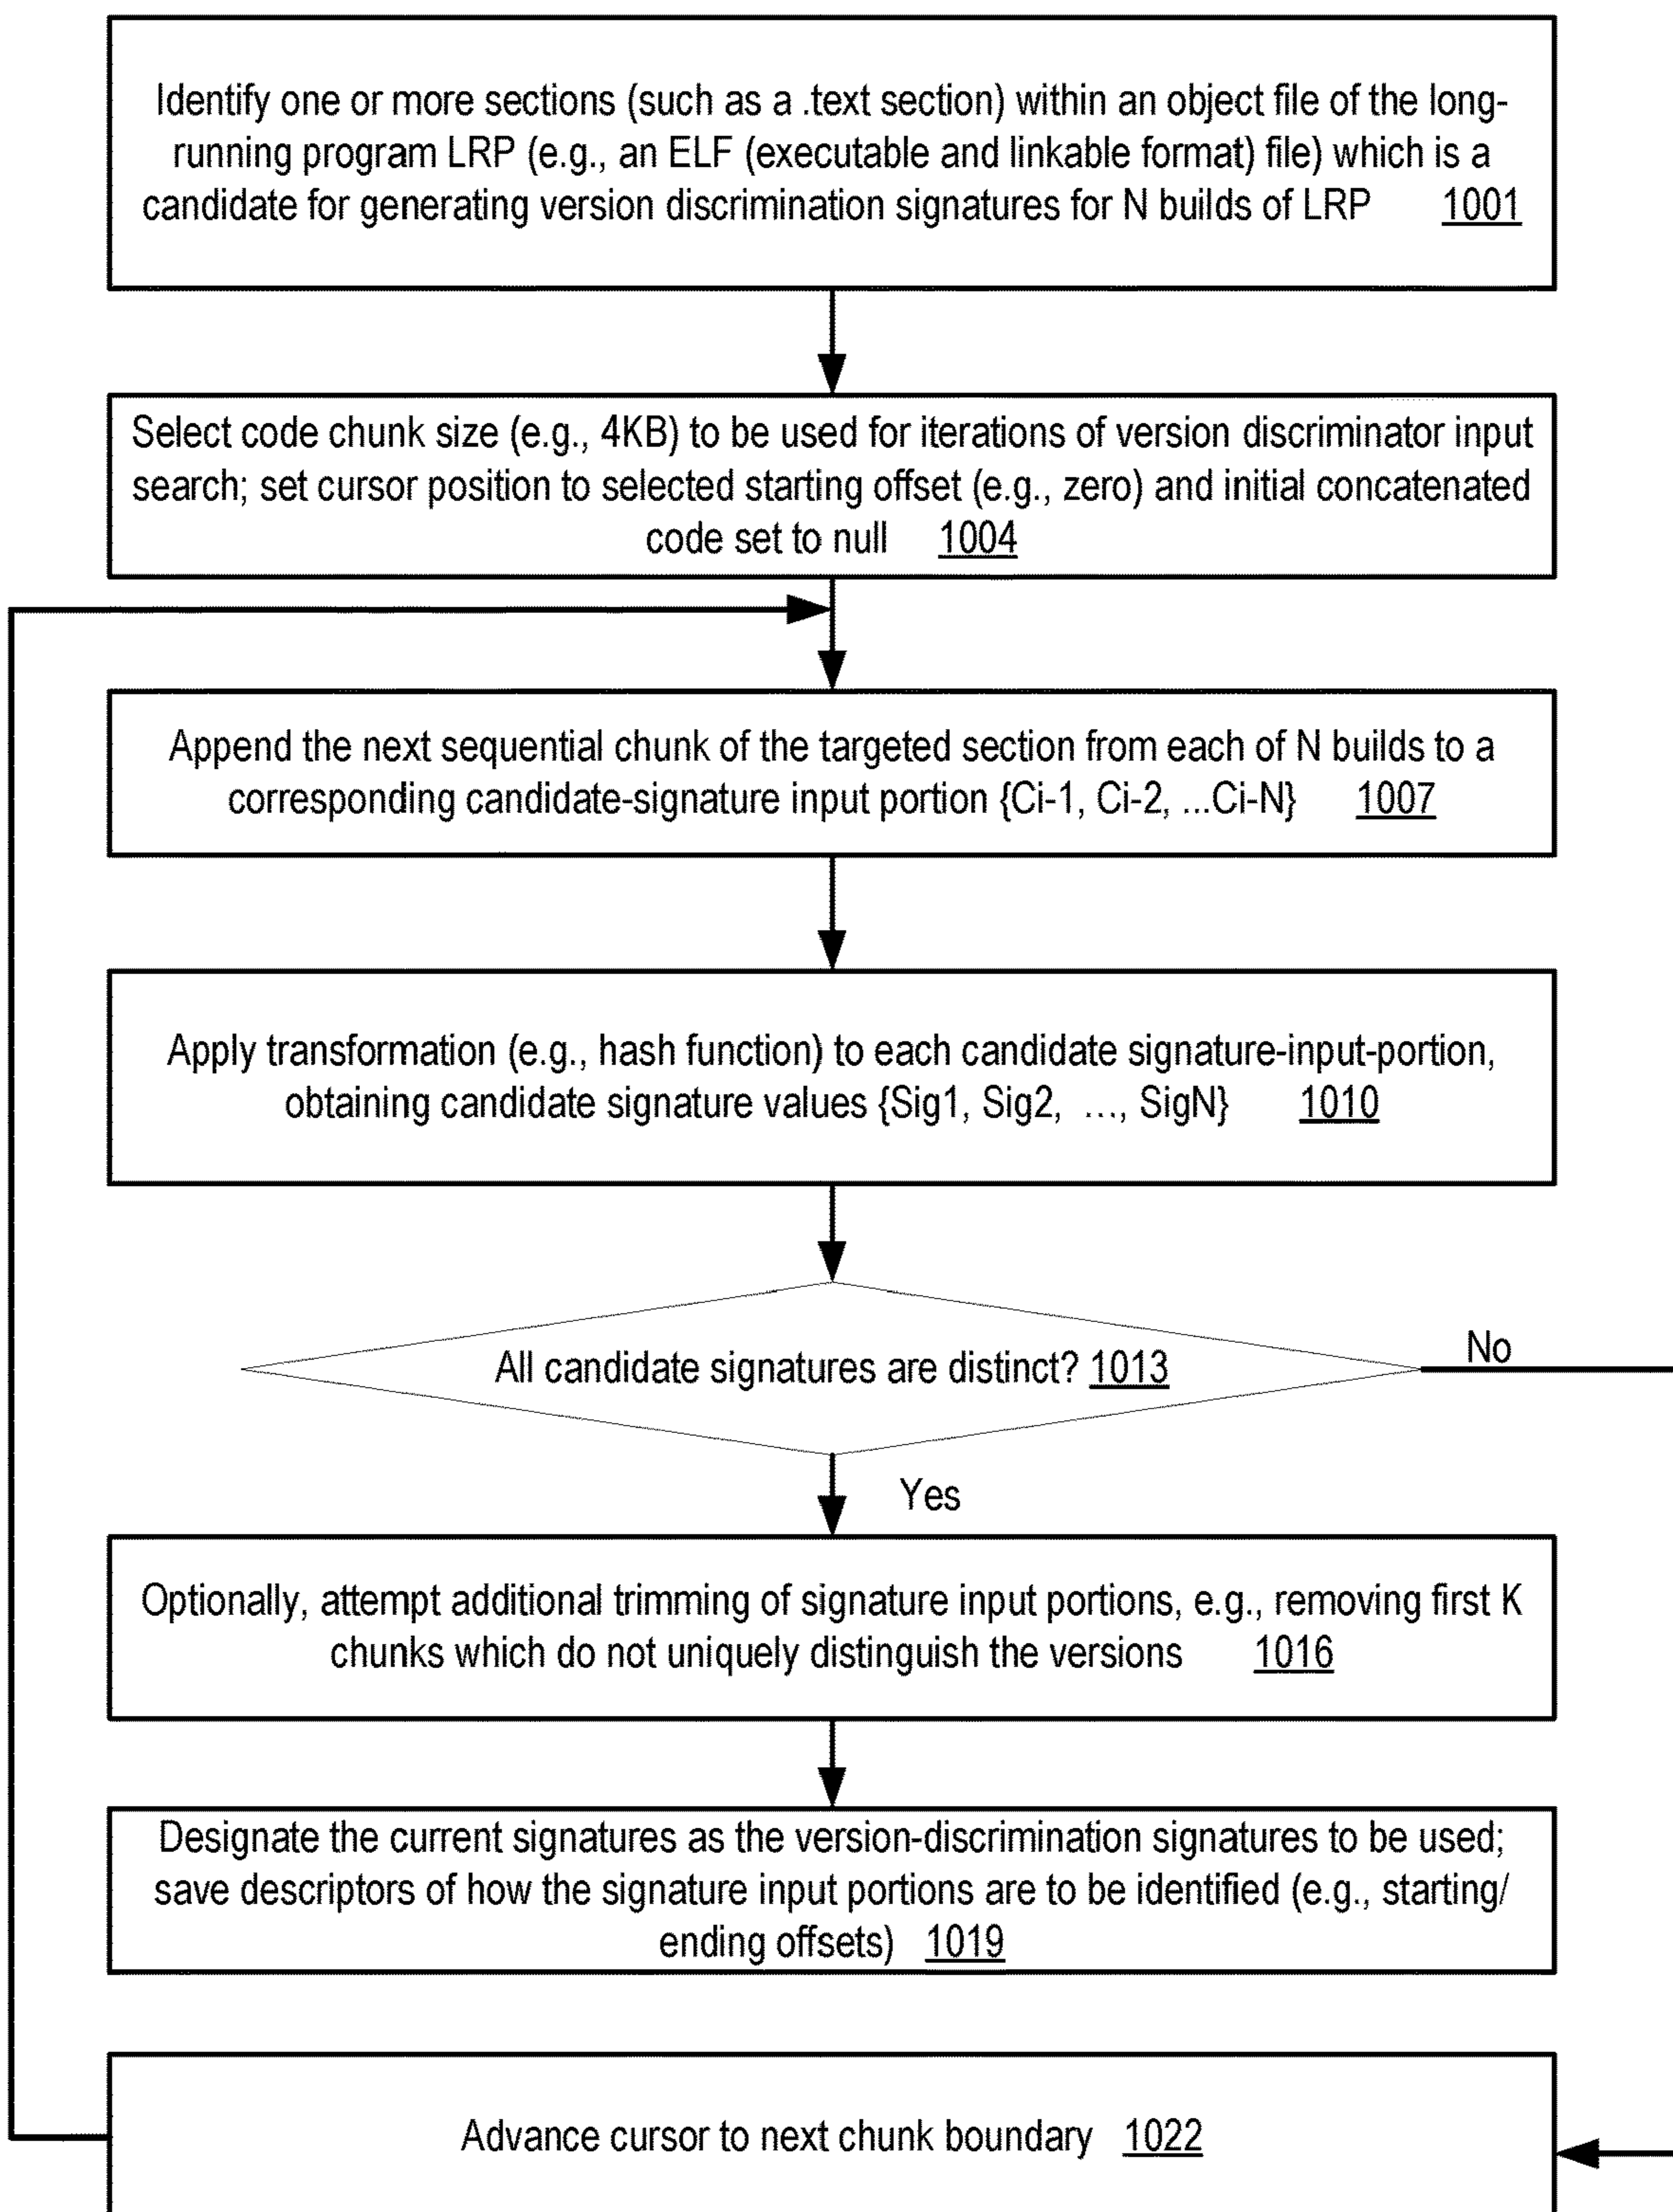 Identify one or more sections (such as a .text section) within an object file of the long-
running program LRP (e.g., an ELF (executable and linkable format) file) which is a
candidate for generating version discrimination signatures for N builds of LRP 1001
Select code chunk size (e.g., 4KB) to be used for iterations of version discriminator input
search; set cursor position to selected starting offset (e.g., zero) and initial concatenated
code set to null 1004
Append the next sequential chunk of the targeted section from each of N builds to a
corresponding candidate-signature input portion {Ci-1, Ci-2, ...Ci-N} 1007
Apply transformation (e.g., hash function) to each candidate signature-input-portion,
obtaining candidate signature values {Sig1, Sig2, …, SigN} 1010
All candidate signatures are distinct? 1013
No
Yes
Optionally, attempt additional trimming of signature input portions, e.g., removing first K
chunks which do not uniquely distinguish the versions 1016
Designate the current signatures as the version-discrimination signatures to be used;
save descriptors of how the signature input portions are to be identified (e.g., starting/
ending offsets) 1019
Advance cursor to next chunk boundary 1022